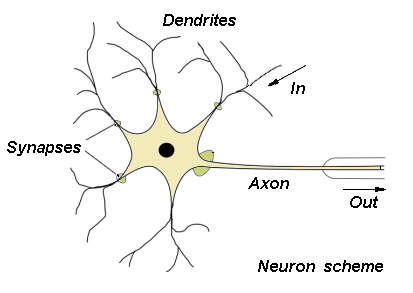 Dendrites
In
Synapses
Axon
Out
Neuron scheme